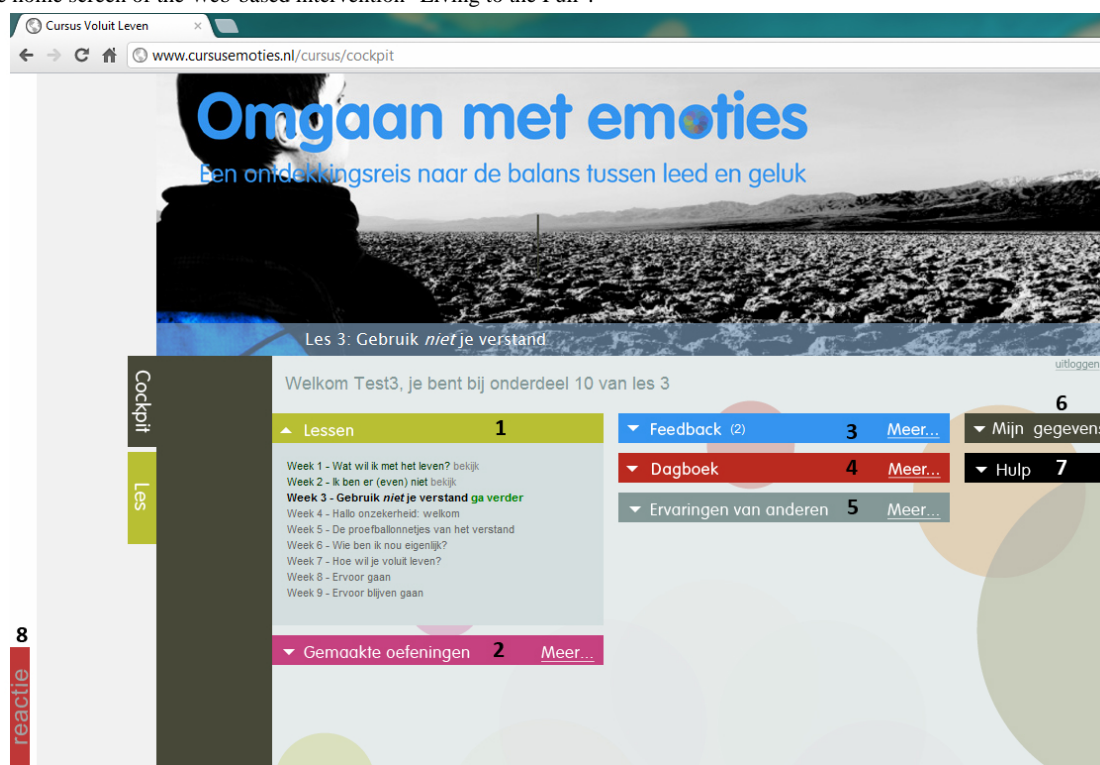 home screen of the Web-based intervention "Living to the Full".
Cursus Voluit Leven
www.cursusemoties.nl/cursus/cockpit
Omgaan met emoties
Een ontdekkingsreis naar de balans tussen leed en geluk
Les 3: Gebruik niet je verstand
uitloggen
Welkom Test3, je bent bij onderdeel 10 van les 3
Cockpit
Les
Lessen 1
Week 1 - Wat wil ik met het leven? bekijk
Week 2 - Ik ben er (even) niet bekijk
Week 3 - Gebruik niet je verstand ga verder
Week 4 - Hallo onzekerheid: welkom
Week 5 - De proefballonnetjes van het verstand
Week 6 - Wie ben ik nou eigenlijk?
Week 7 - Hoe wil je voluit leven?
Week 8 - Ervoor gaan
Week 9 - Ervoor blijven gaan
Gemaakte oefeningen 2 Meer...
Feedback (2) 3 Meer...
Dagboek 4 Meer...
Ervaringen van anderen 5 Meer...
6
Mijn gegevens
Hulp 7
8
reactie